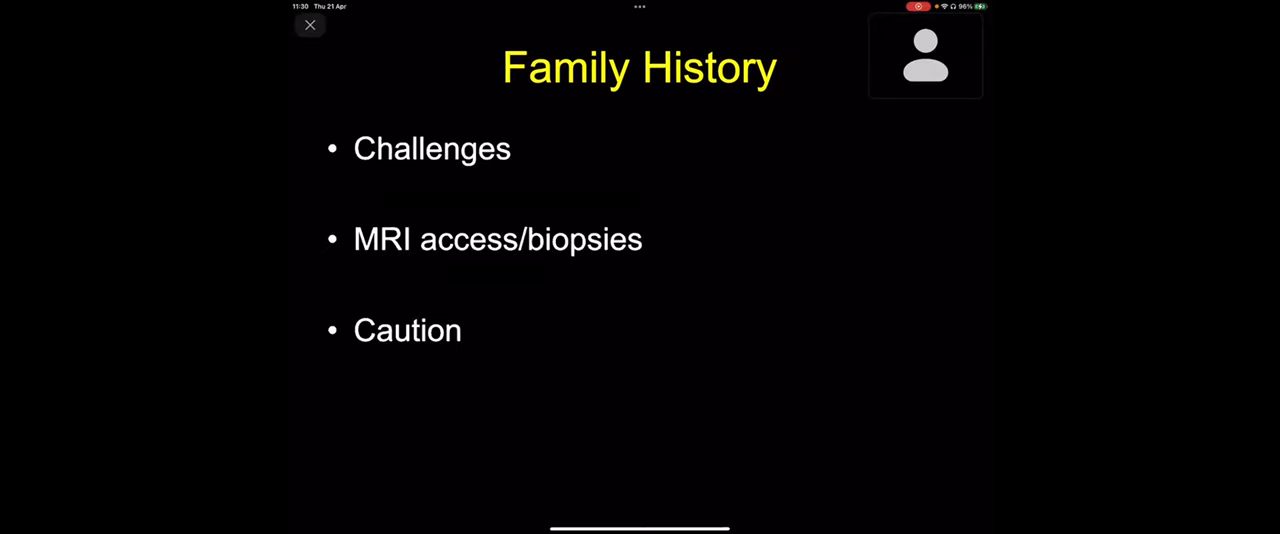 11:30 Thu 21 Apr
96%
Family History
• Challenges
• MRI access/biopsies
• Caution